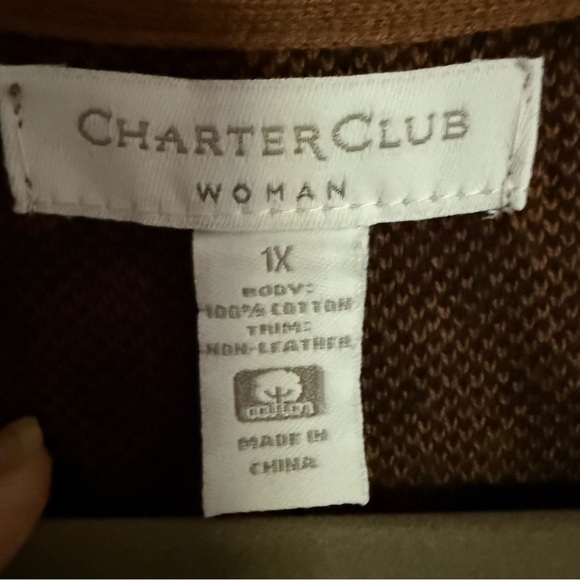 CHARTER CLUB
WOMAN
1X
BODY:
100% COTTON
TRIM:
NON-LEATHER
cotton
MADE IN
CHINA